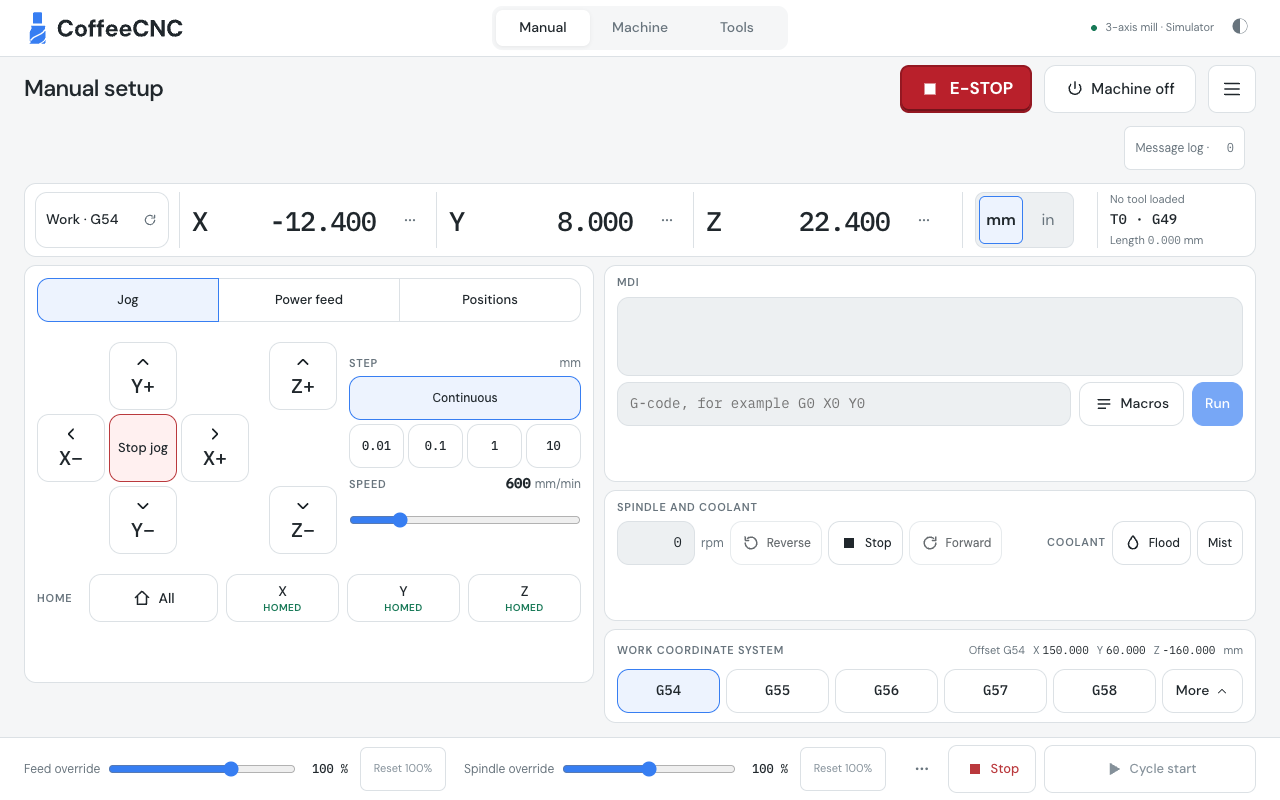 CoffeeCNC
Manual
Machine
Tools
3-axis mill · Simulator
Manual setup
E-STOP
Machine off
Message log · 0
Work · G54
X -12.400 ···
Y 8.000 ···
Z 22.400 ···
mm
in
No tool loaded
T0 · G49
Length 0.000 mm
Jog
Power feed
Positions
Y+
Z+
X−
Stop jog
X+
Y−
Z−
STEP mm
Continuous
0.01
0.1
1
10
SPEED 600 mm/min
HOME
All
X
HOMED
Y
HOMED
Z
HOMED
MDI
G-code, for example G0 X0 Y0
Macros
Run
SPINDLE AND COOLANT
0 rpm
Reverse
Stop
Forward
COOLANT
Flood
Mist
WORK COORDINATE SYSTEM
Offset G54 X 150.000 Y 60.000 Z -160.000 mm
G54
G55
G56
G57
G58
More
Feed override 100 %
Reset 100%
Spindle override 100 %
Reset 100%
···
Stop
Cycle start